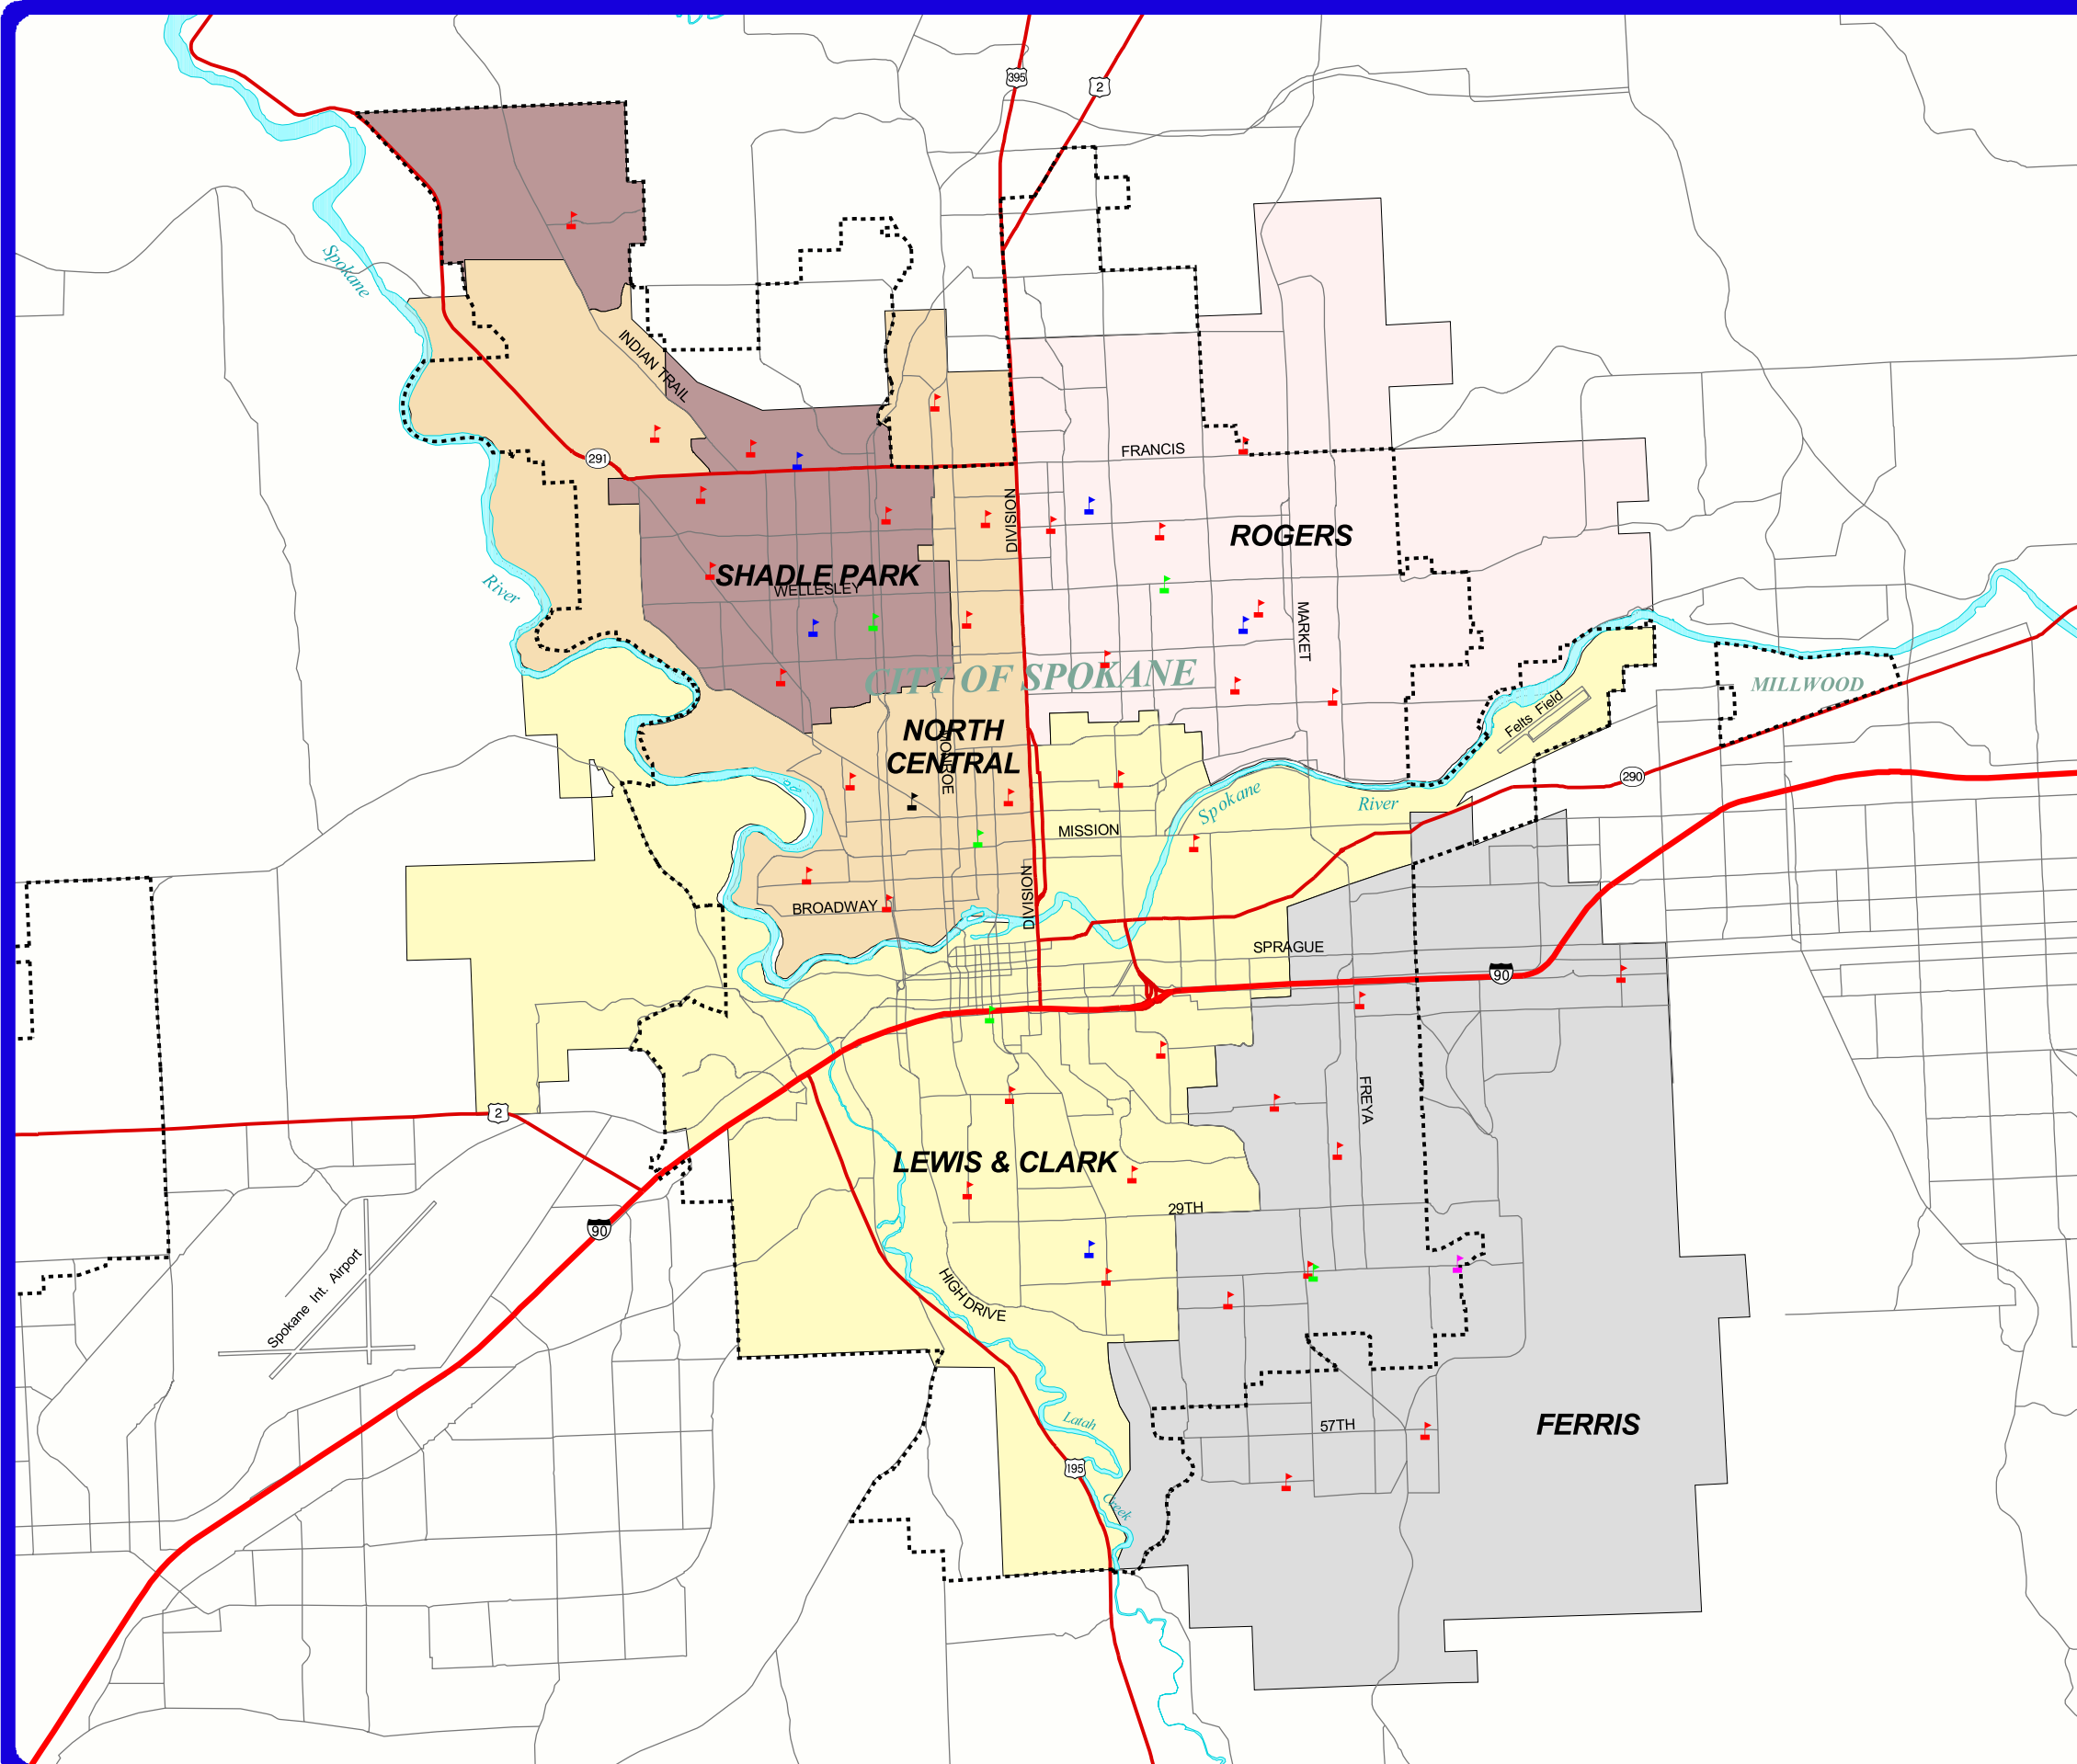 395
2
Spokane
INDIAN TRAIL
291
FRANCIS
DIVISION
ROGERS
SHADLE PARK
WELLESLEY
River
MARKET
CITY OF SPOKANE
MILLWOOD
Felts Field
NORTH
CENTRAL
MONROE
290
Spokane
River
MISSION
DIVISION
BROADWAY
SPRAGUE
90
2
FREYA
LEWIS & CLARK
29TH
90
Spokane Int. Airport
HIGH DRIVE
Latah
57TH
FERRIS
195
Creek